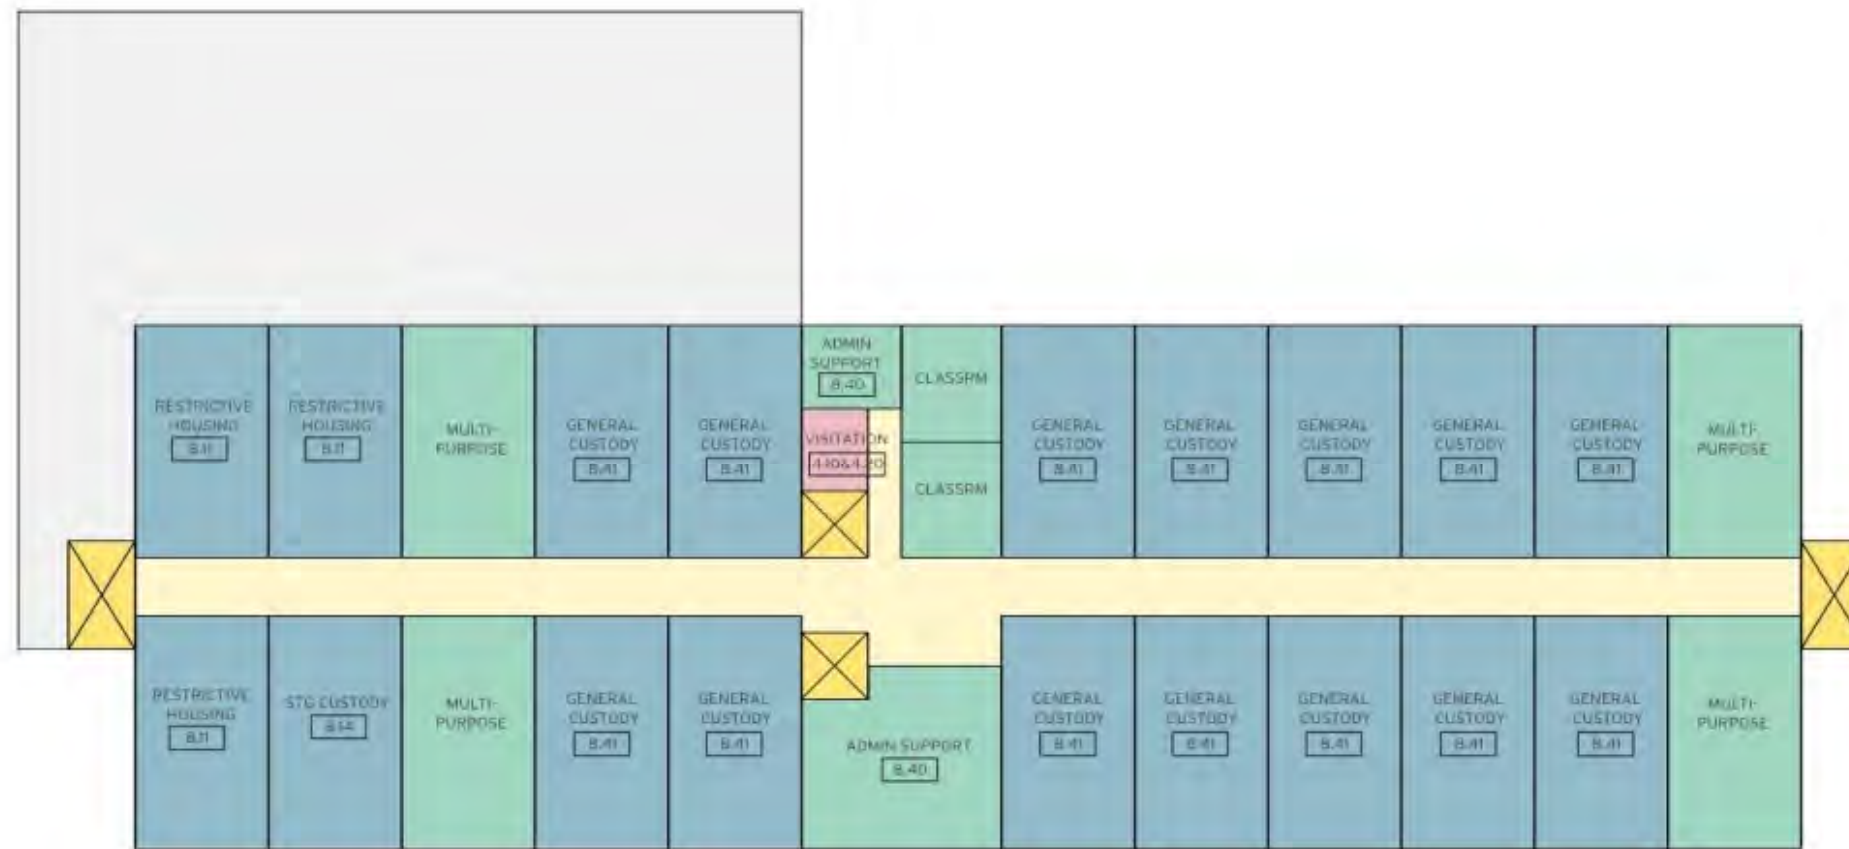 RESTRICTIVE
HOUSING
8.11
RESTRICTIVE
HOUSING
8.11
MULTI-
PURPOSE
GENERAL
CUSTODY
8.41
GENERAL
CUSTODY
8.41
ADMIN
SUPPORT
8.40
VISITATION
4.10&4.20
CLASSRM
CLASSRM
GENERAL
CUSTODY
8.41
GENERAL
CUSTODY
8.41
GENERAL
CUSTODY
8.41
GENERAL
CUSTODY
8.41
GENERAL
CUSTODY
8.41
MULTI-
PURPOSE
RESTRICTIVE
HOUSING
8.11
STG CUSTODY
8.14
MULTI-
PURPOSE
GENERAL
CUSTODY
8.41
GENERAL
CUSTODY
8.41
ADMIN SUPPORT
8.40
GENERAL
CUSTODY
8.41
GENERAL
CUSTODY
8.41
GENERAL
CUSTODY
8.41
GENERAL
CUSTODY
8.41
GENERAL
CUSTODY
8.41
MULTI-
PURPOSE